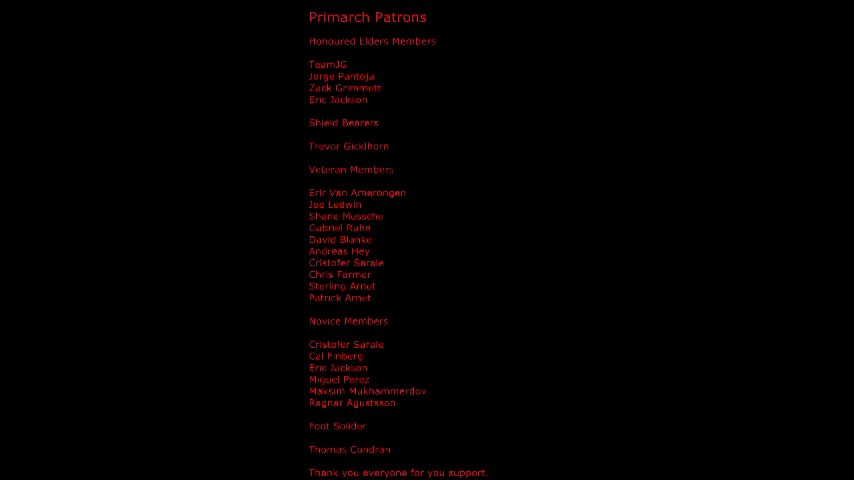 Primarch Patrons
Honoured Elders Members
TeamJG
Jorge Pantoja
Zack Grimmett
Eric Jackson
Shield Bearers
Trevor Gicklhorn
Veteran Members
Eric Van Amerongen
Joe Ledwin
Shane Mussche
Gabriel Rahn
David Blanke
Andreas Hey
Cristofer Sarale
Chris Farmer
Sterling Arnet
Patrick Arnet
Novice Members
Cristofer Sarale
Cal Finberg
Eric Jackson
Miguel Perez
Maksim Mukhammerdov
Ragnar Agustsson
Foot Solider
Thomas Condran
Thank you everyone for you support.